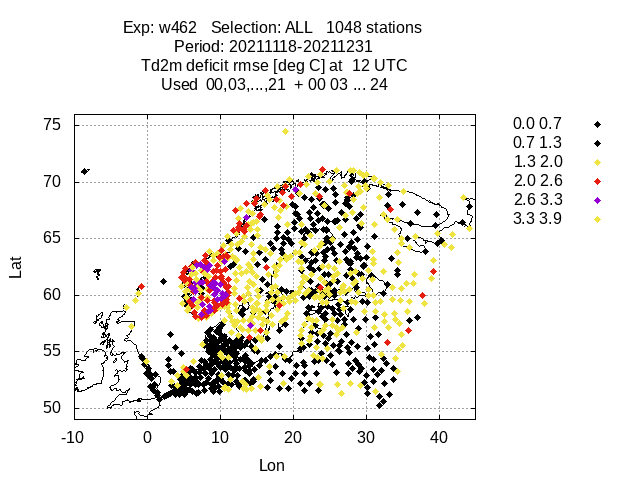 Exp: w462 Selection: ALL 1048 stations
Period: 20211118-20211231
Td2m deficit rmse [deg C] at 12 UTC
Used 00,03,...,21 + 00 03 ... 24
75
70
65
60
55
50
Lat
-10 0 10 20 30 40
Lon
0.0 0.7
0.7 1.3
1.3 2.0
2.0 2.6
2.6 3.3
3.3 3.9